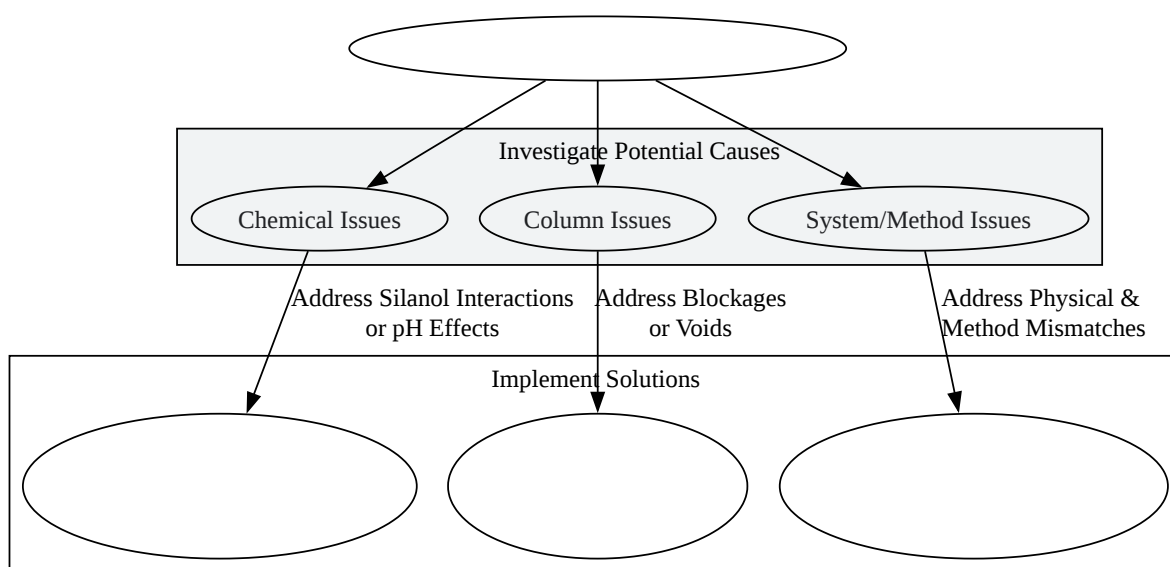 Investigate Potential Causes
Chemical Issues
Column Issues
System/Method Issues
Address Silanol Interactions
or pH Effects
Address Blockages
or Voids
Address Physical &
Method Mismatches
Implement Solutions